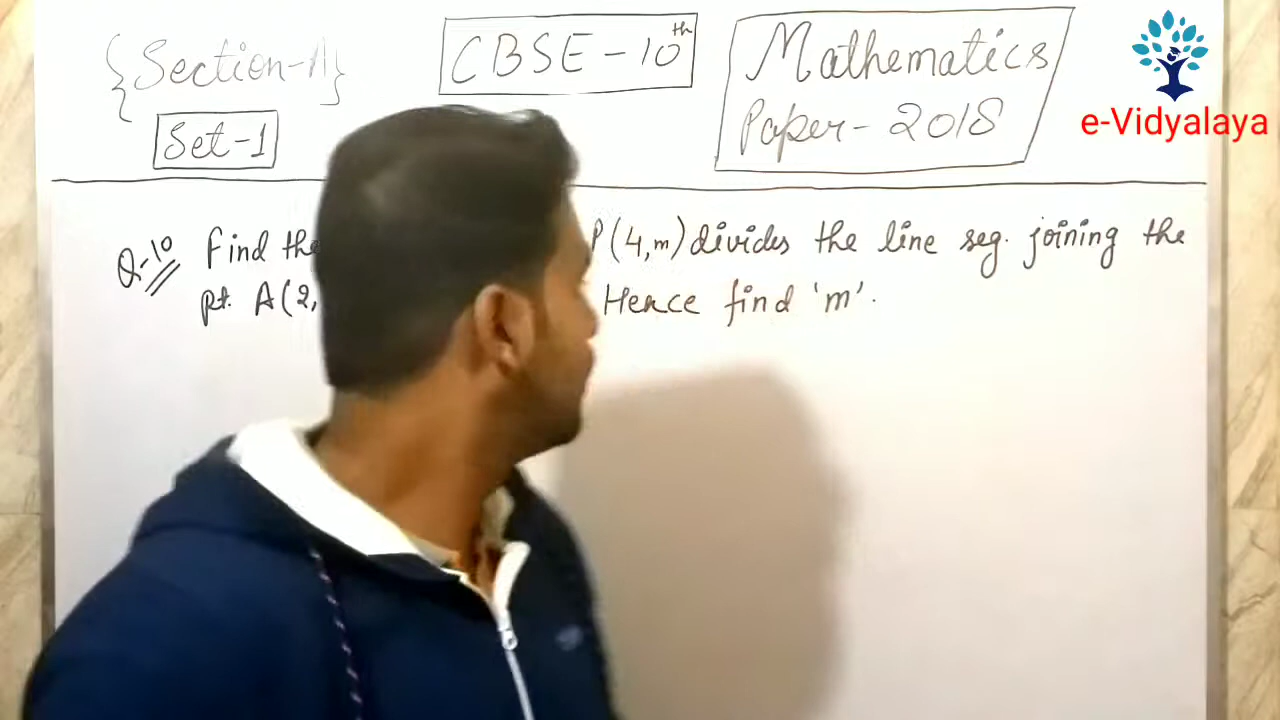 {Section-A}
Set-1
CBSE-10th
Mathematics
Paper-2018
e-Vidyalaya
Q-10 Find the P(4,m) divides the line seg. joining the
pt. A(2, Hence find 'm'.